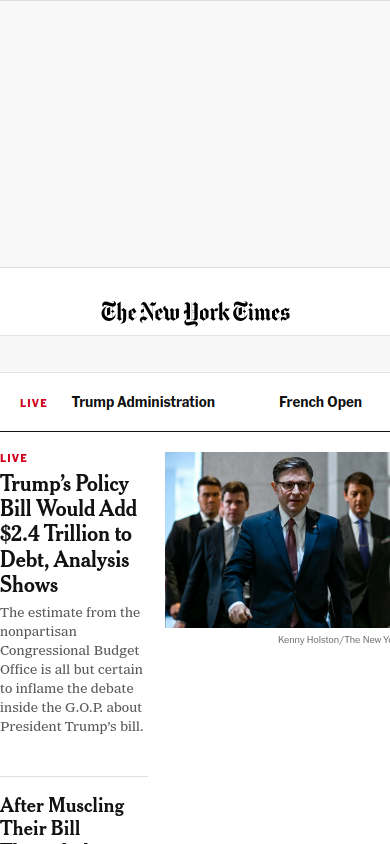 The New York Times
LIVE
Trump Administration
French Open
LIVE
Trump’s Policy
Bill Would Add
$2.4 Trillion to
Debt, Analysis
Shows
The estimate from the
nonpartisan
Congressional Budget
Office is all but certain
to inflame the debate
inside the G.O.P. about
President Trump’s bill.
Kenny Holston/The New Yo
After Muscling
Their Bill